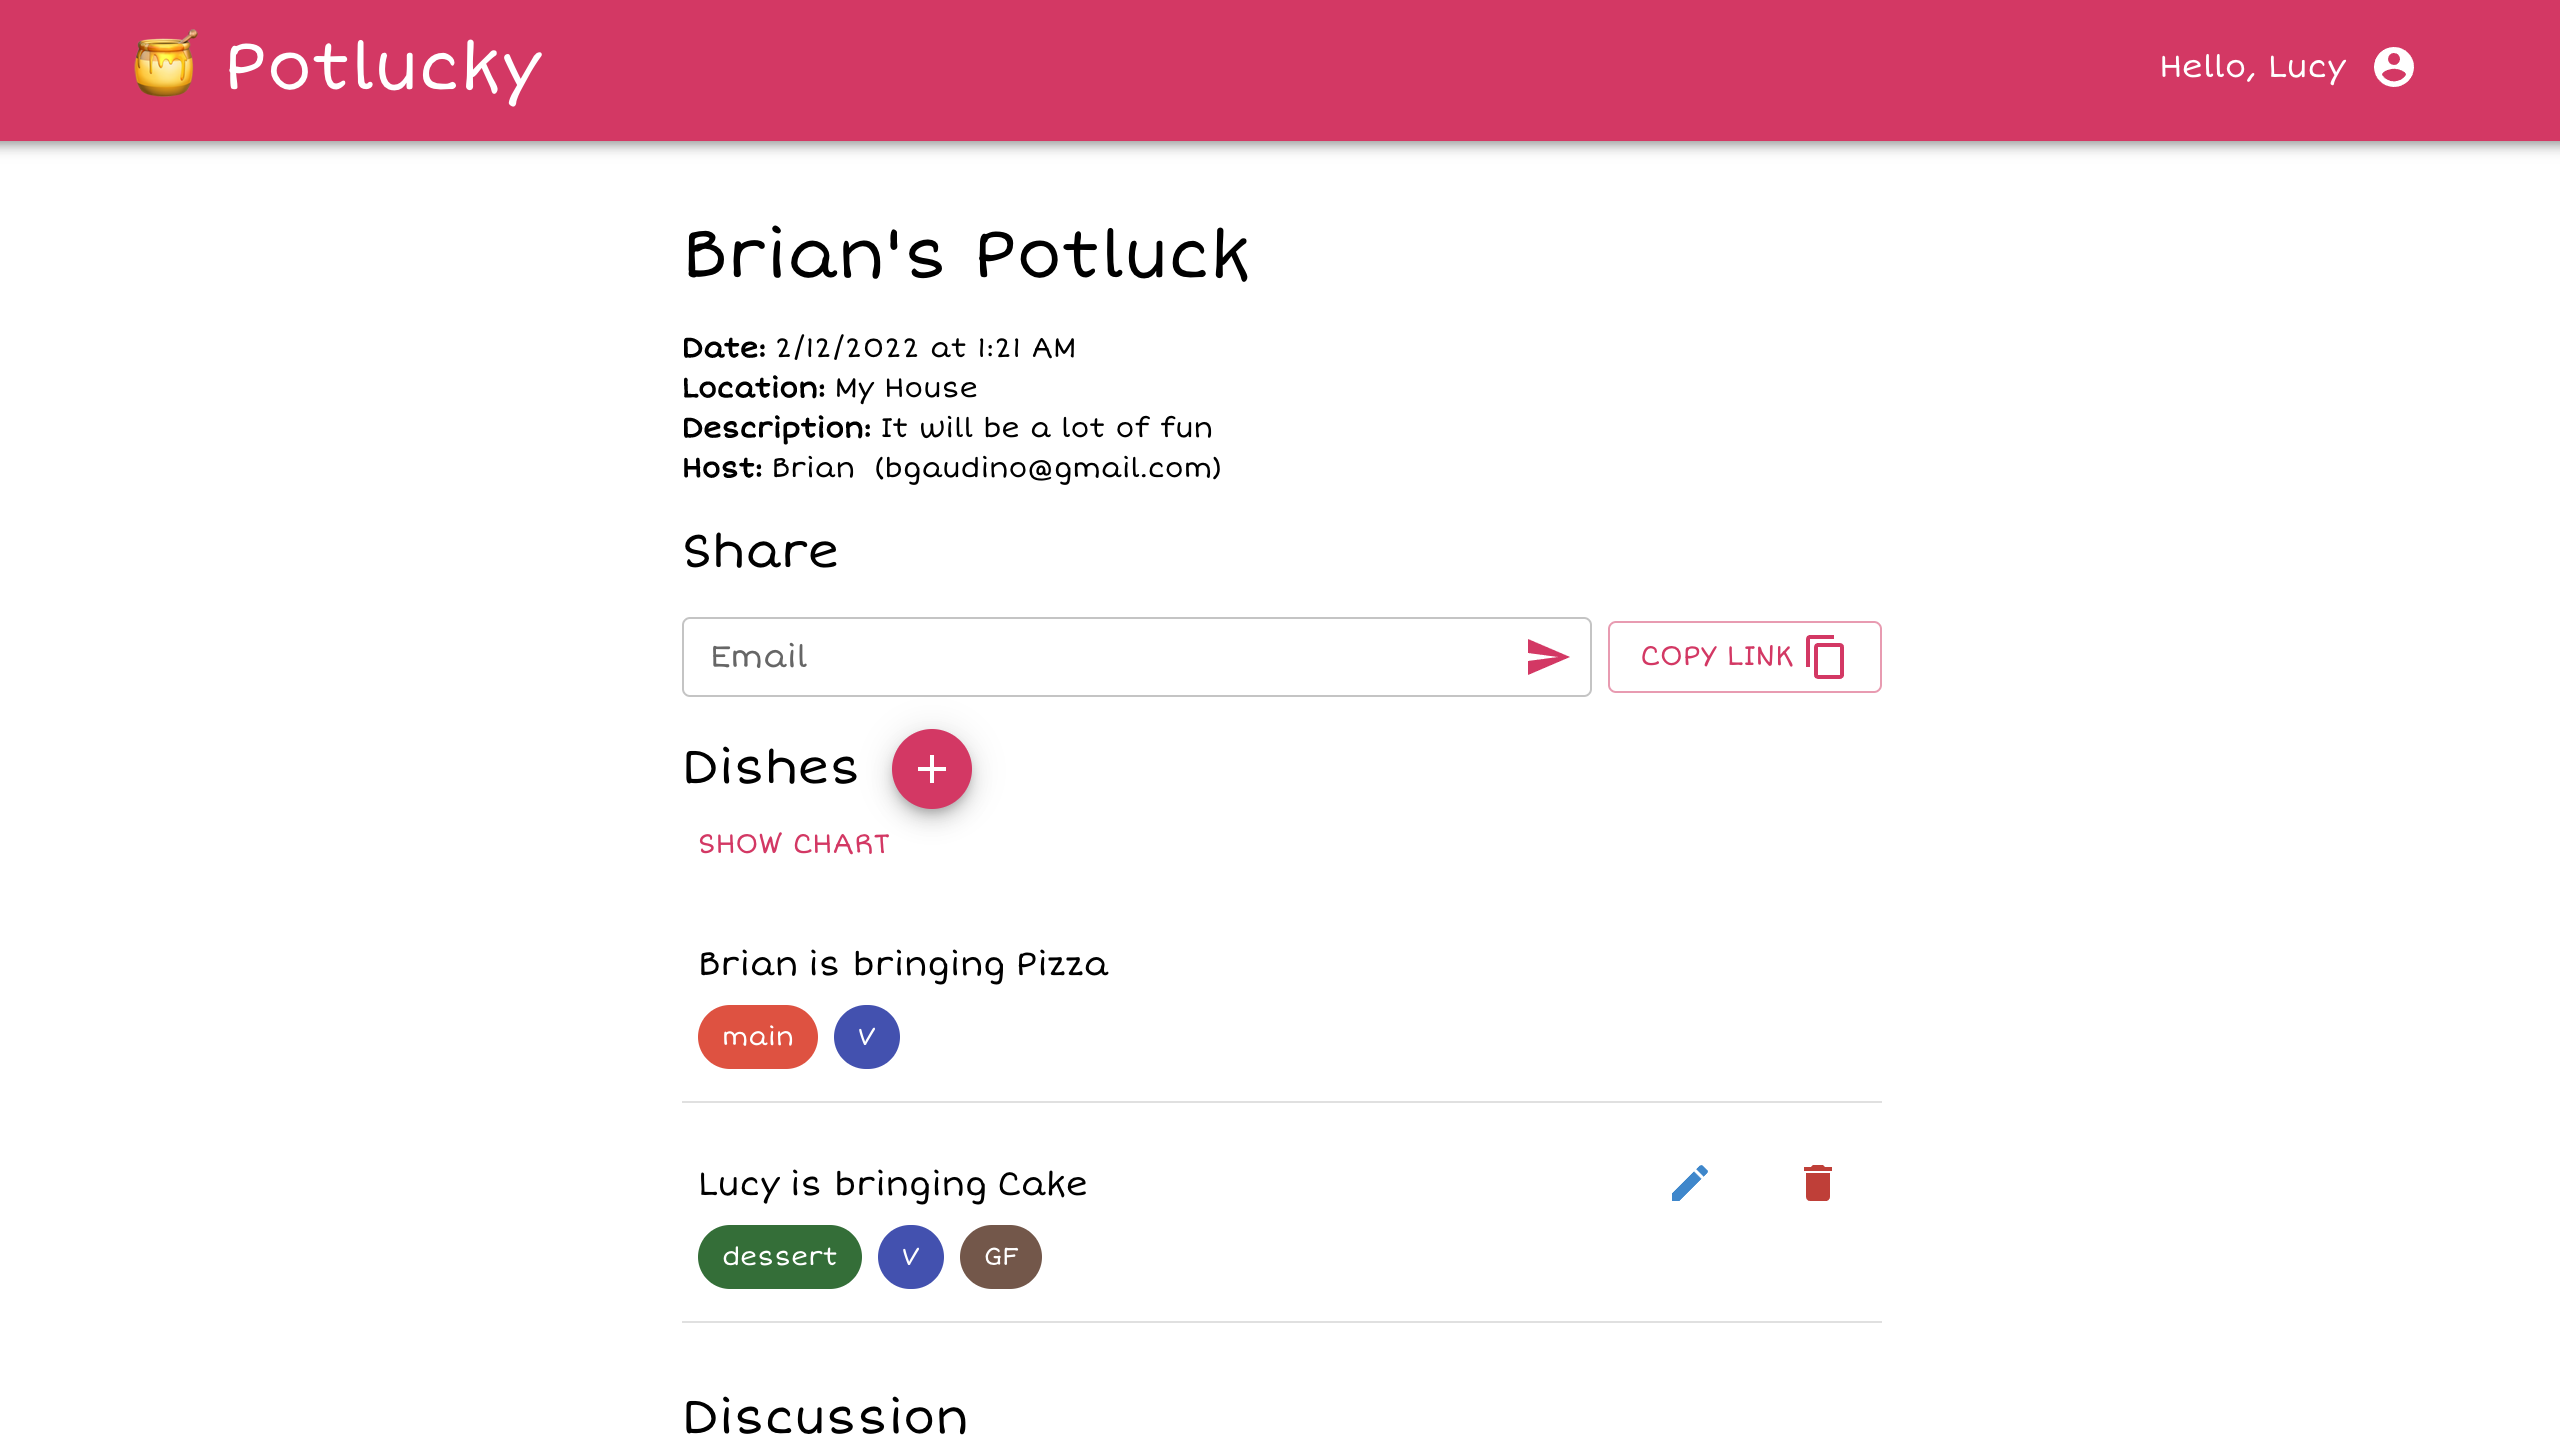 Potlucky
Hello, Lucy
Brian's Potluck
Date: 2/12/2022 at 1:21 AM
Location: My House
Description: It will be a lot of fun
Host: Brian (bgaudino@gmail.com)
Share
Email
COPY LINK
Dishes
SHOW CHART
Brian is bringing Pizza
main V
Lucy is bringing Cake
dessert V GF
Discussion